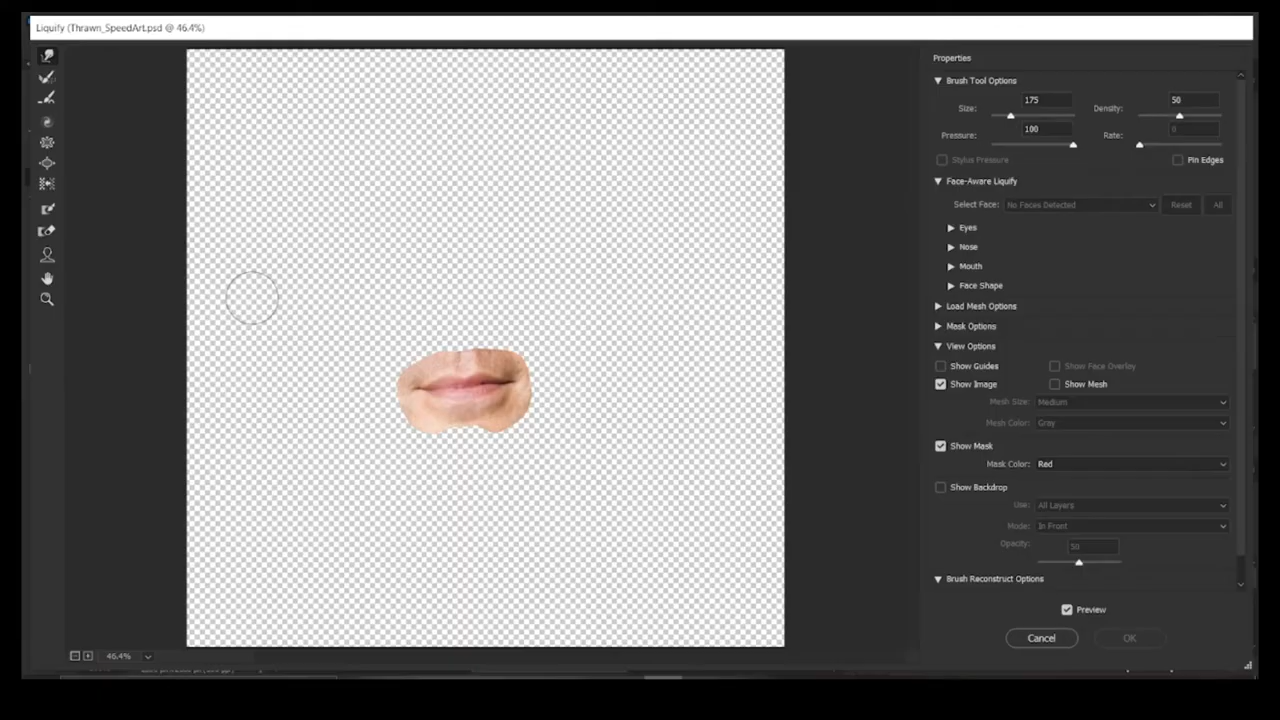 Liquify (Thrawn_SpeedArt.psd @ 46.4%)
Properties
Brush Tool Options
Size: 175 Density: 50
Pressure: 100 Rate: 0
Stylus Pressure Pin Edges
Face-Aware Liquify
Select Face: No Faces Detected Reset All
Eyes
Nose
Mouth
Face Shape
Load Mesh Options
Mask Options
View Options
Show Guides Show Face Overlay
Show Image Show Mesh
Mesh Size: Medium
Mesh Color: Gray
Show Mask
Mask Color: Red
Show Backdrop
Use: All Layers
Mode: In Front
Opacity: 50
Brush Reconstruct Options
Preview
Cancel OK
46.4%